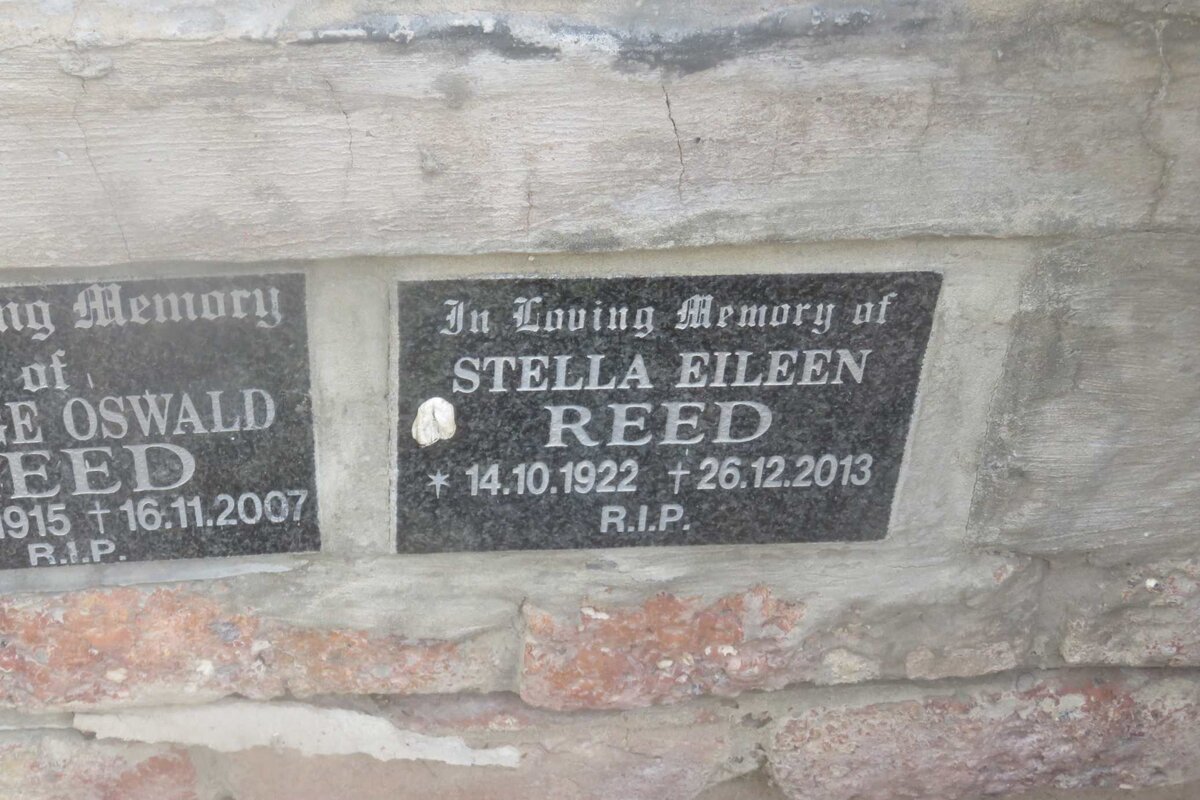 ng Memory
of
GE OSWALD
EED
1915 ✝ 16.11.2007
R.I.P.
In Loving Memory of
STELLA EILEEN
REED
* 14.10.1922 ✝ 26.12.2013
R.I.P.